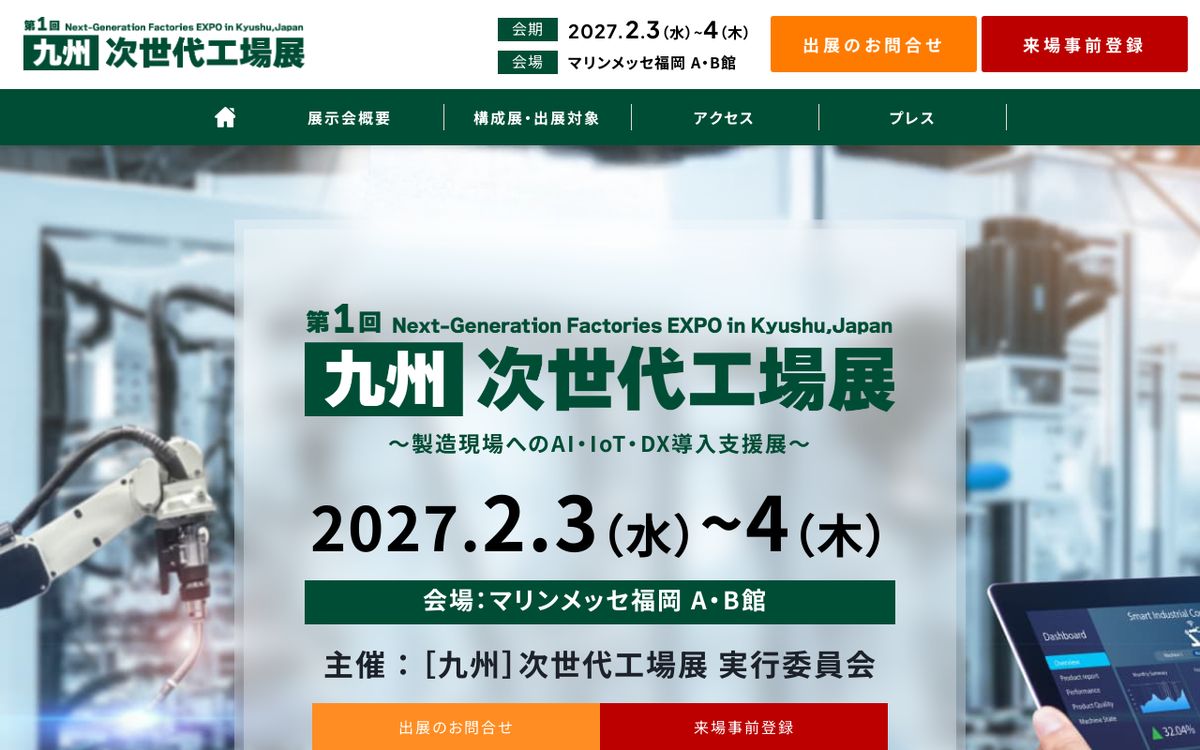 第1回 Next-Generation Factories EXPO in Kyushu,Japan
九州 次世代工場展
会期 2027.2.3(水)~4(木)
会場 マリンメッセ福岡 A・B館
出展のお問合せ
来場事前登録
展示会概要
構成展・出展対象
アクセス
プレス
第1回 Next-Generation Factories EXPO in Kyushu,Japan
九州 次世代工場展
〜製造現場へのAI・IoT・DX導入支援展〜
2027.2.3(水)~4(木)
会場:マリンメッセ福岡 A・B館
主催:[九州]次世代工場展 実行委員会
出展のお問合せ
来場事前登録
Smart Industrial Co
Dashboard
Overview
Product report
Performance
Product Quality
Machine State
Monthly Summary
32.04%